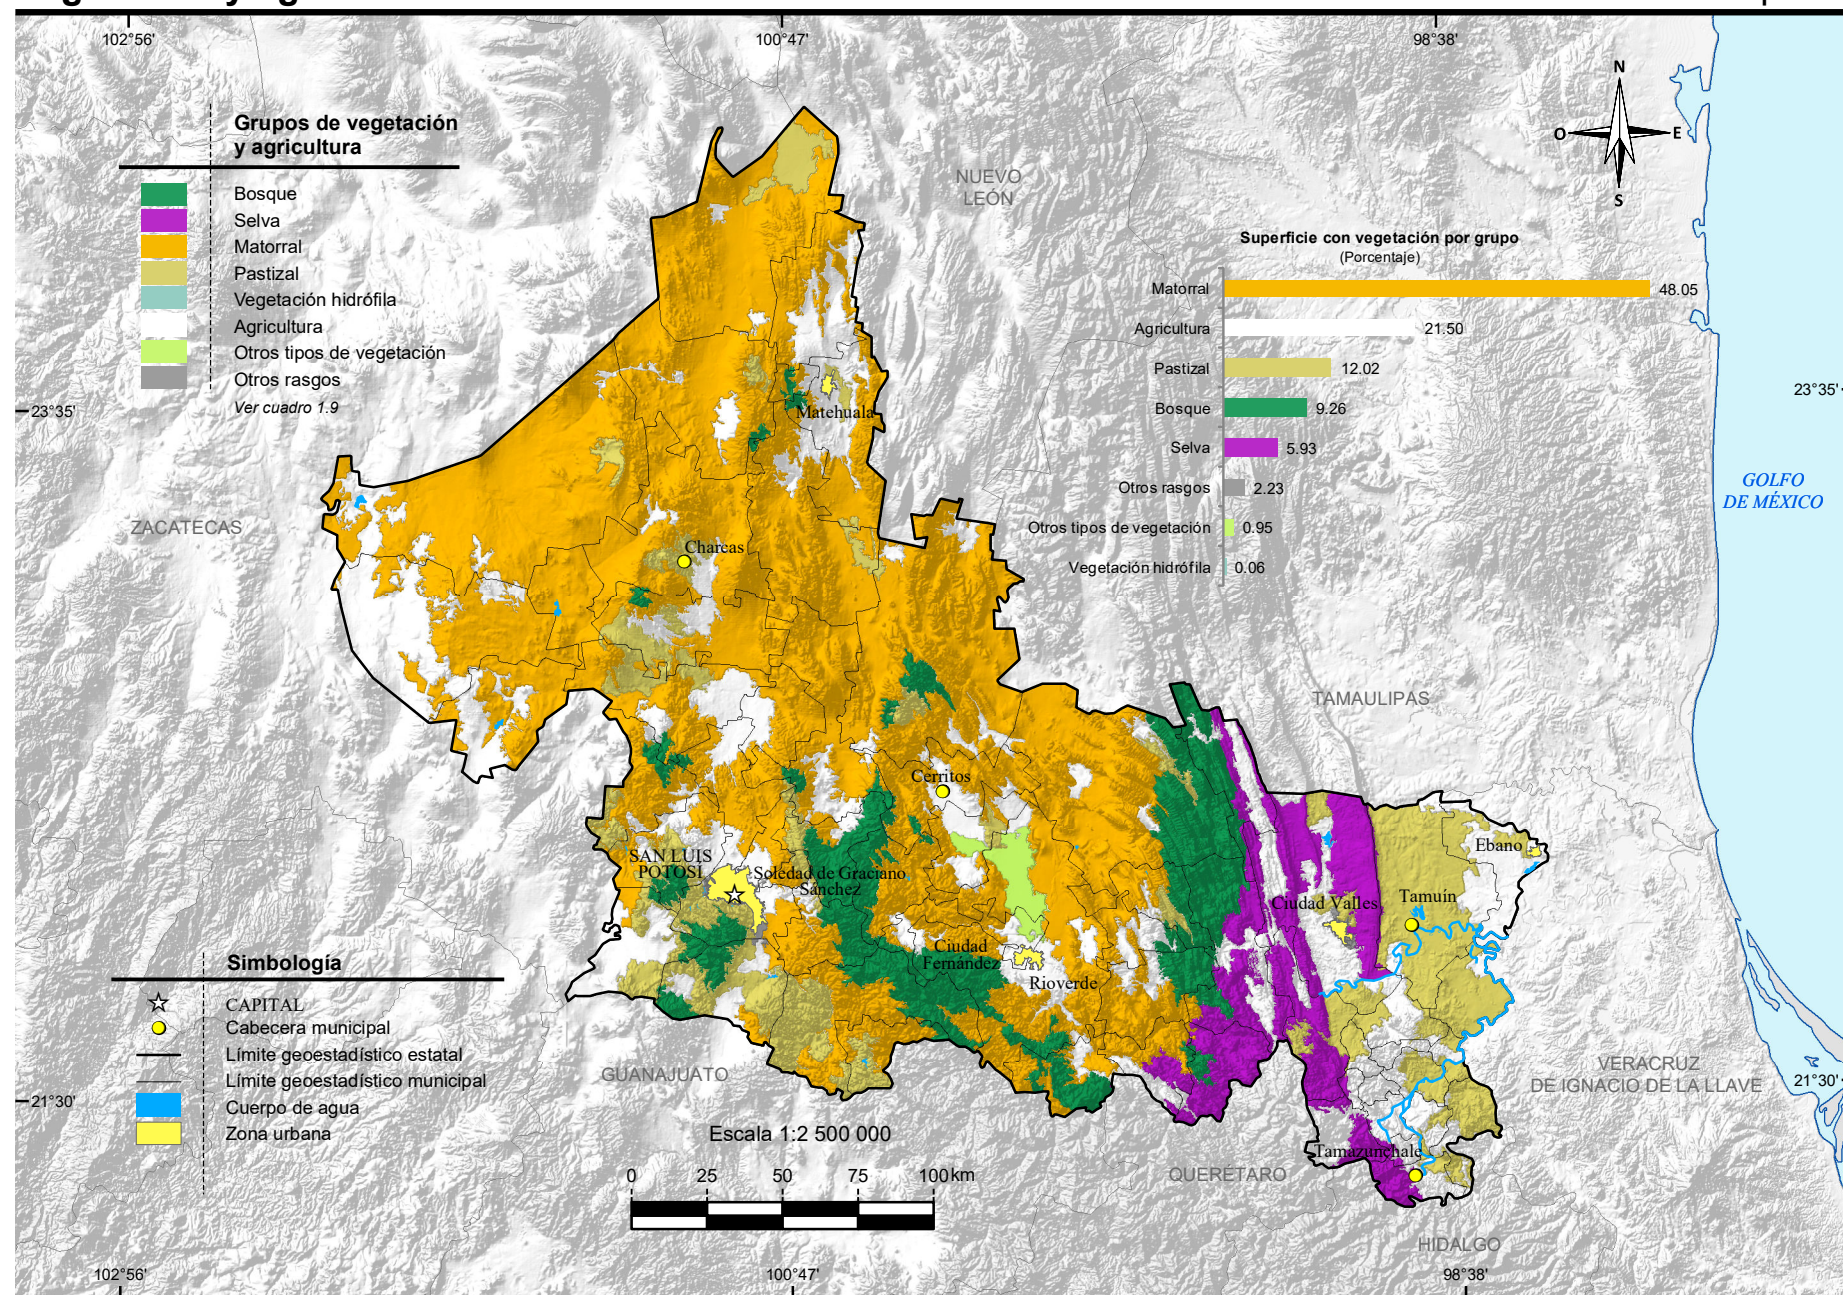 102°56'
100°47'
98°38'
Grupos de vegetación
y agricultura
Bosque
Selva
Matorral
Pastizal
Vegetación hidrófila
Agricultura
Otros tipos de vegetación
Otros rasgos
Ver cuadro 1.9
N
O
E
S
NUEVO
LEÓN
Superficie con vegetación por grupo
(Porcentaje)
Matorral 48.05
Agricultura 21.50
Pastizal 12.02
Bosque 9.26
Selva 5.93
Otros rasgos 2.23
Otros tipos de vegetación 0.95
Vegetación hidrófila 0.06
23°35'
23°35'
GOLFO
DE MÉXICO
ZACATECAS
Matehuala
Charcas
TAMAULIPAS
Cerritos
Ebano
SAN LUIS
POTOSÍ
Soledad de Graciano
Sánchez
Ciudad Valles
Tamuín
Ciudad
Fernández
Rioverde
Simbología
CAPITAL
Cabecera municipal
Límite geoestadístico estatal
Límite geoestadístico municipal
Cuerpo de agua
Zona urbana
GUANAJUATO
VERACRUZ
DE IGNACIO DE LA LLAVE
21°30'
21°30'
Escala 1:2 500 000
0 25 50 75 100km
Tamazunchale
QUERÉTARO
HIDALGO
102°56'
100°47'
98°38'